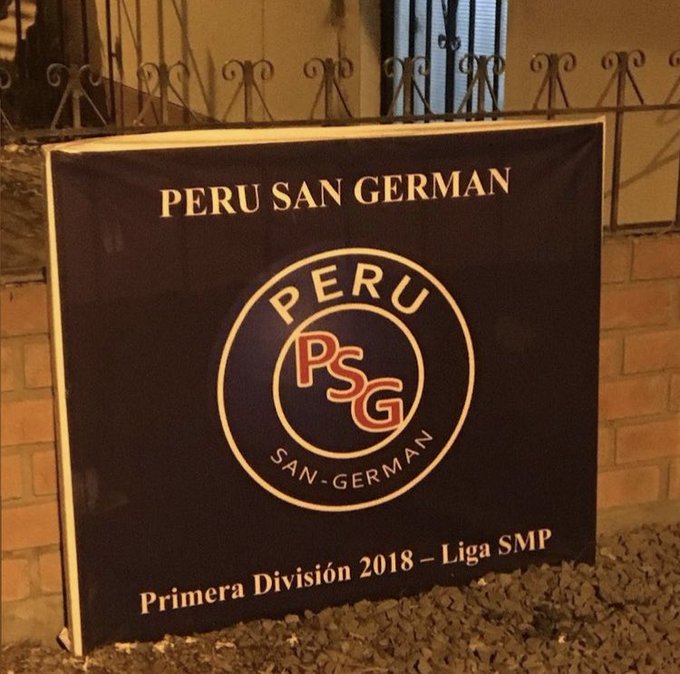 PERU SAN GERMAN
PERU
PSG
SAN-GERMAN
Primera División 2018 – Liga SMP